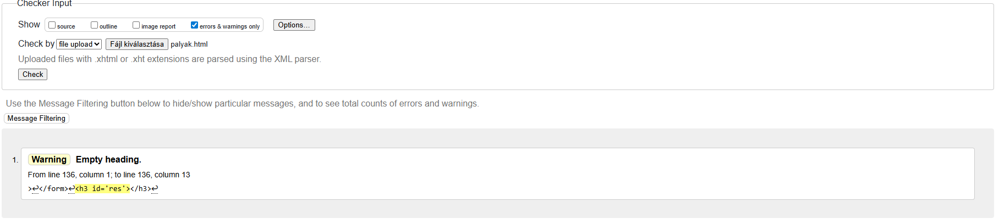 Checker Input
Show source outline image report errors & warnings only Options...
Check by file upload Fájl kiválasztása palyak.html
Uploaded files with .xhtml or .xht extensions are parsed using the XML parser.
Check
Use the Message Filtering button below to hide/show particular messages, and to see total counts of errors and warnings.
Message Filtering
1. Warning Empty heading.
From line 136, column 1; to line 136, column 13
>↩</form>↩<h3 id='res'></h3>↩